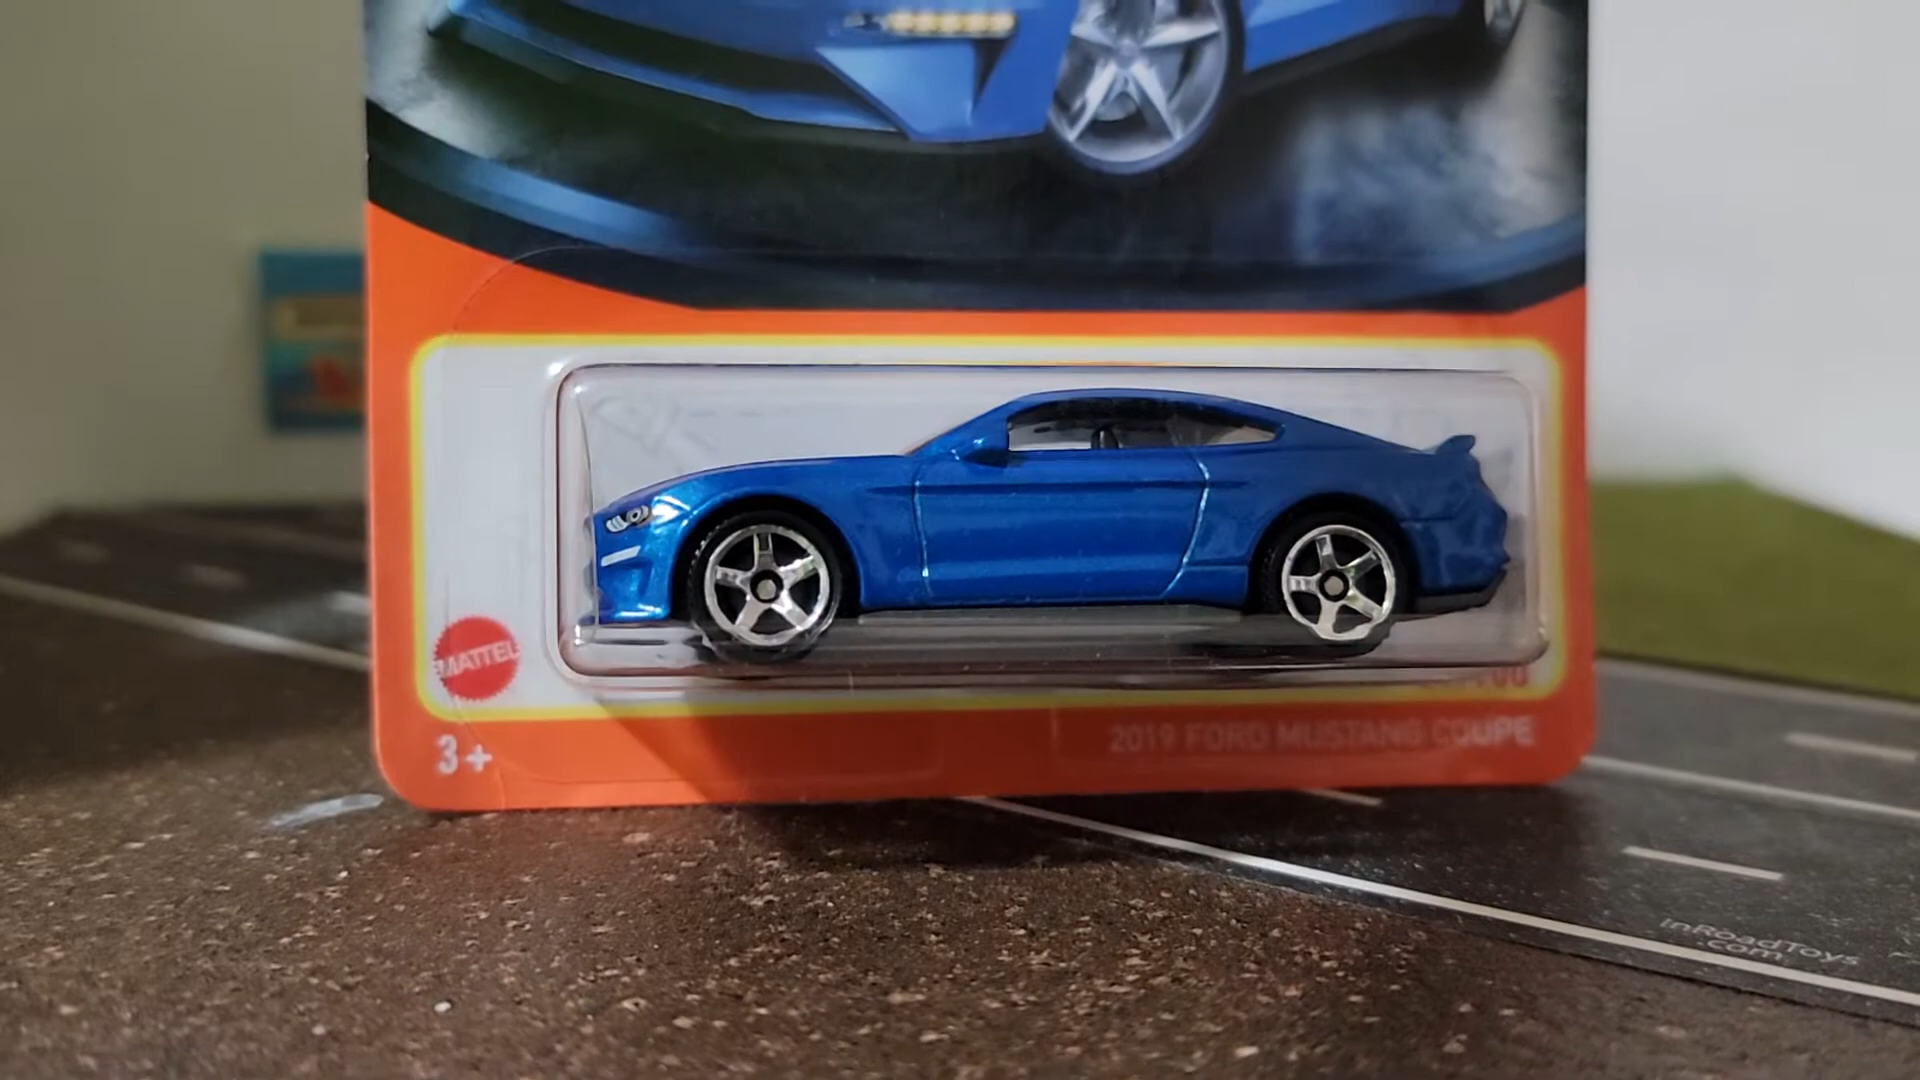 MATTEL
3+
2019 FORD MUSTANG COUPE
inRoadToys
.com